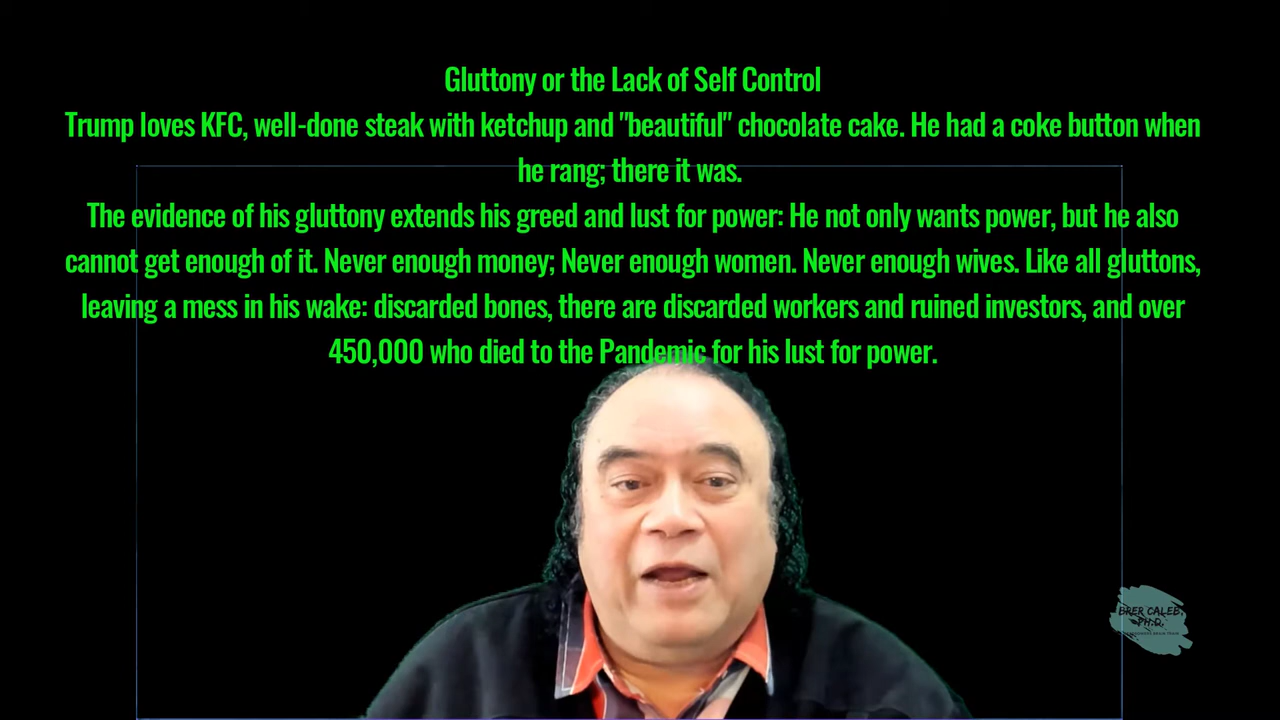 Gluttony or the Lack of Self Control
Trump loves KFC, well-done steak with ketchup and "beautiful" chocolate cake. He had a coke button when
he rang; there it was.
The evidence of his gluttony extends his greed and lust for power: He not only wants power, but he also
cannot get enough of it. Never enough money; Never enough women. Never enough wives. Like all gluttons,
leaving a mess in his wake: discarded bones, there are discarded workers and ruined investors, and over
450,000 who died to the Pandemic for his lust for power.
BRER CALEB,
PH.D.